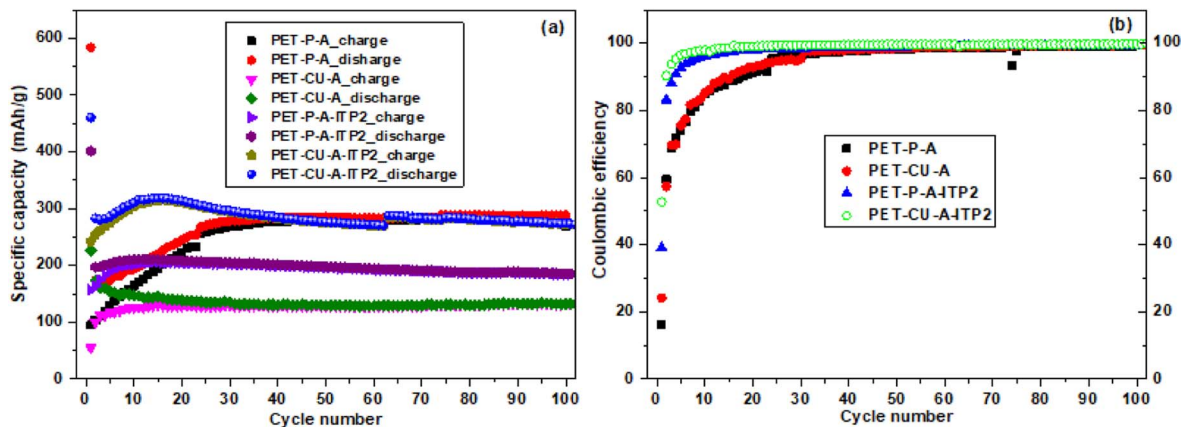 (a)
600
500
400
300
200
100
0
Specific capacity (mAh/g)
PET-P-A_charge
PET-P-A_disharge
PET-CU-A_charge
PET-CU-A_discharge
PET-P-A-ITP2_charge
PET-P-A-ITP2_discharge
PET-CU-A-ITP2_charge
PET-CU-A-ITP2_discharge
0 10 20 30 40 50 60 70 80 90 100
Cycle number
(b)
100
80
60
40
20
0
Coulombic efficiency
PET-P-A
PET-CU-A
PET-P-A-ITP2
PET-CU-A-ITP2
100
80
60
40
20
0
0 10 20 30 40 50 60 70 80 90 100
Cycle number